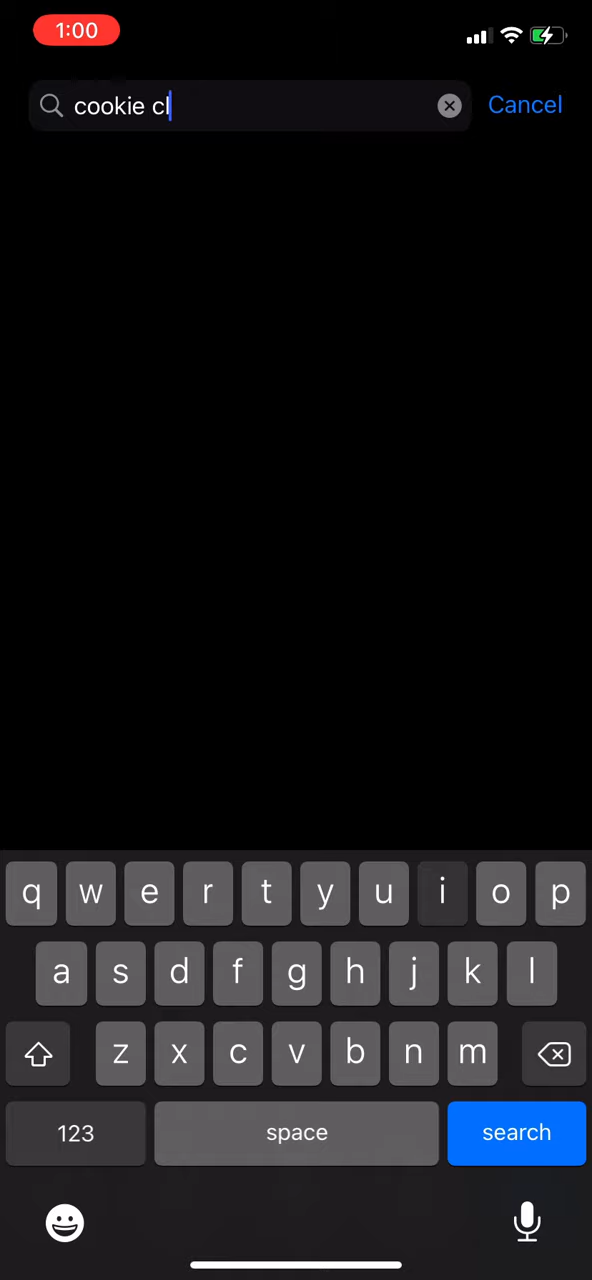 1:00
cookie cl
Cancel
q w e r t y u i o p
a s d f g h j k l
z x c v b n m
123 space search